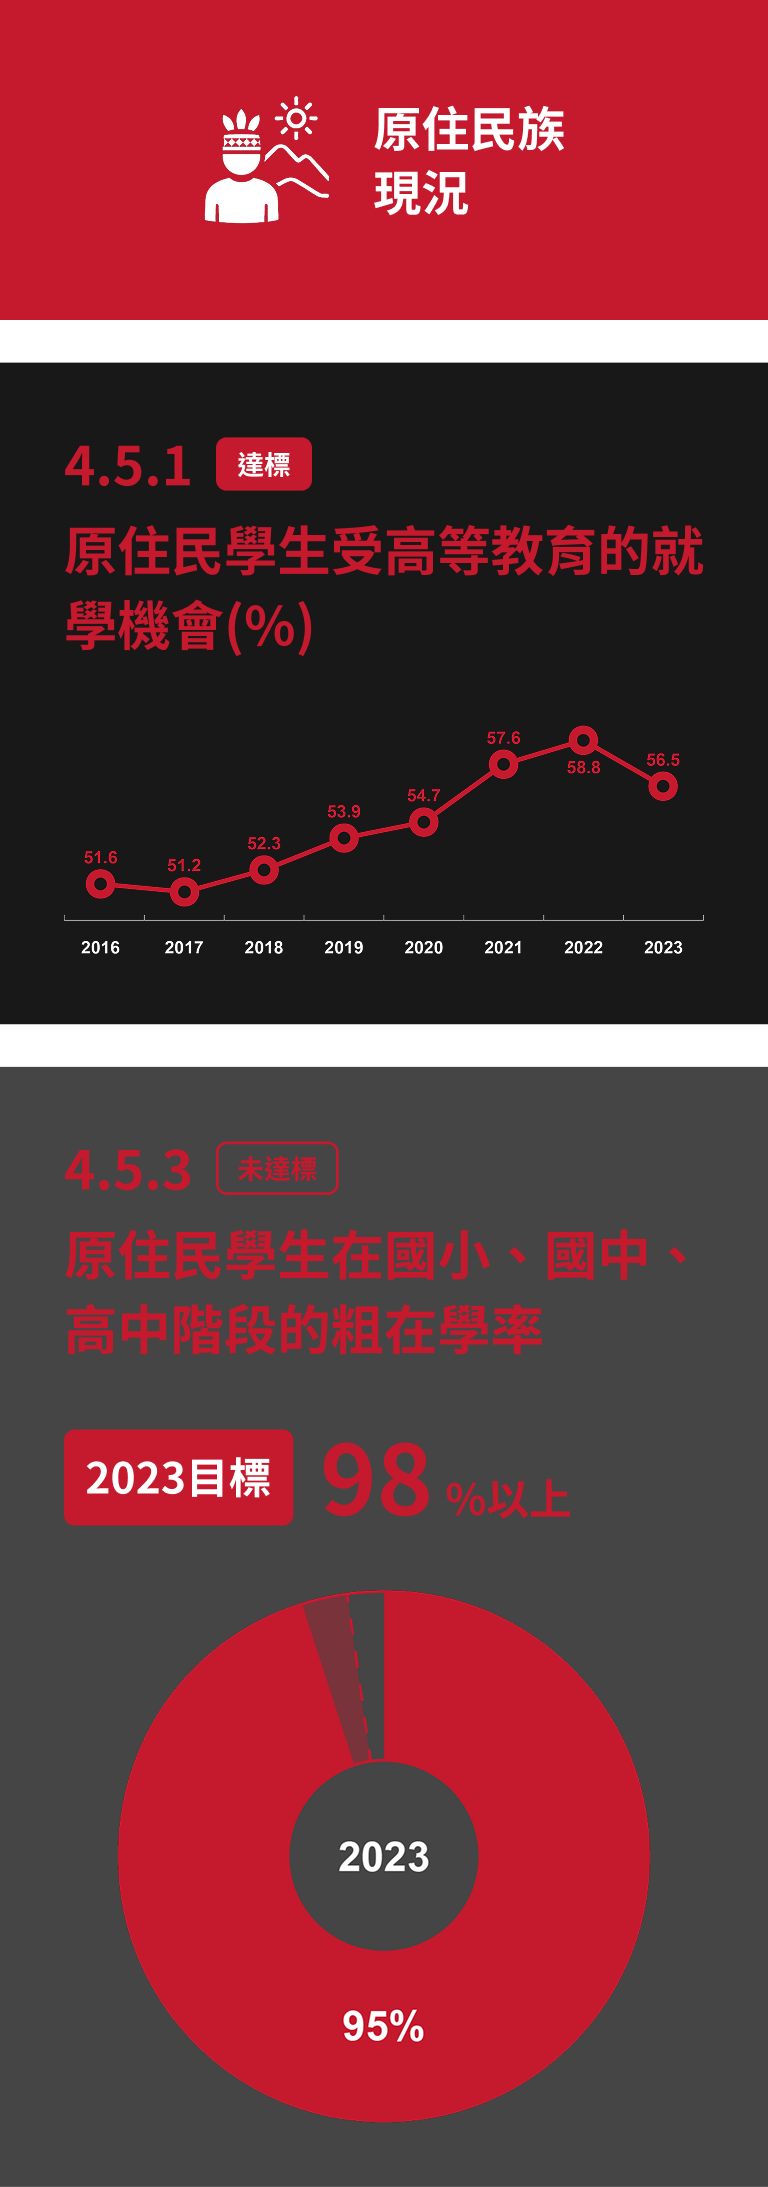 原住民族
現況
4.5.1 達標
原住民學生受高等教育的就
學機會(%)
51.6
51.2
52.3
53.9
54.7
57.6
58.8
56.5
2016 2017 2018 2019 2020 2021 2022 2023
4.5.3 未達標
原住民學生在國小、國中、
高中階段的粗在學率
2023目標 98 %以上
2023
95%